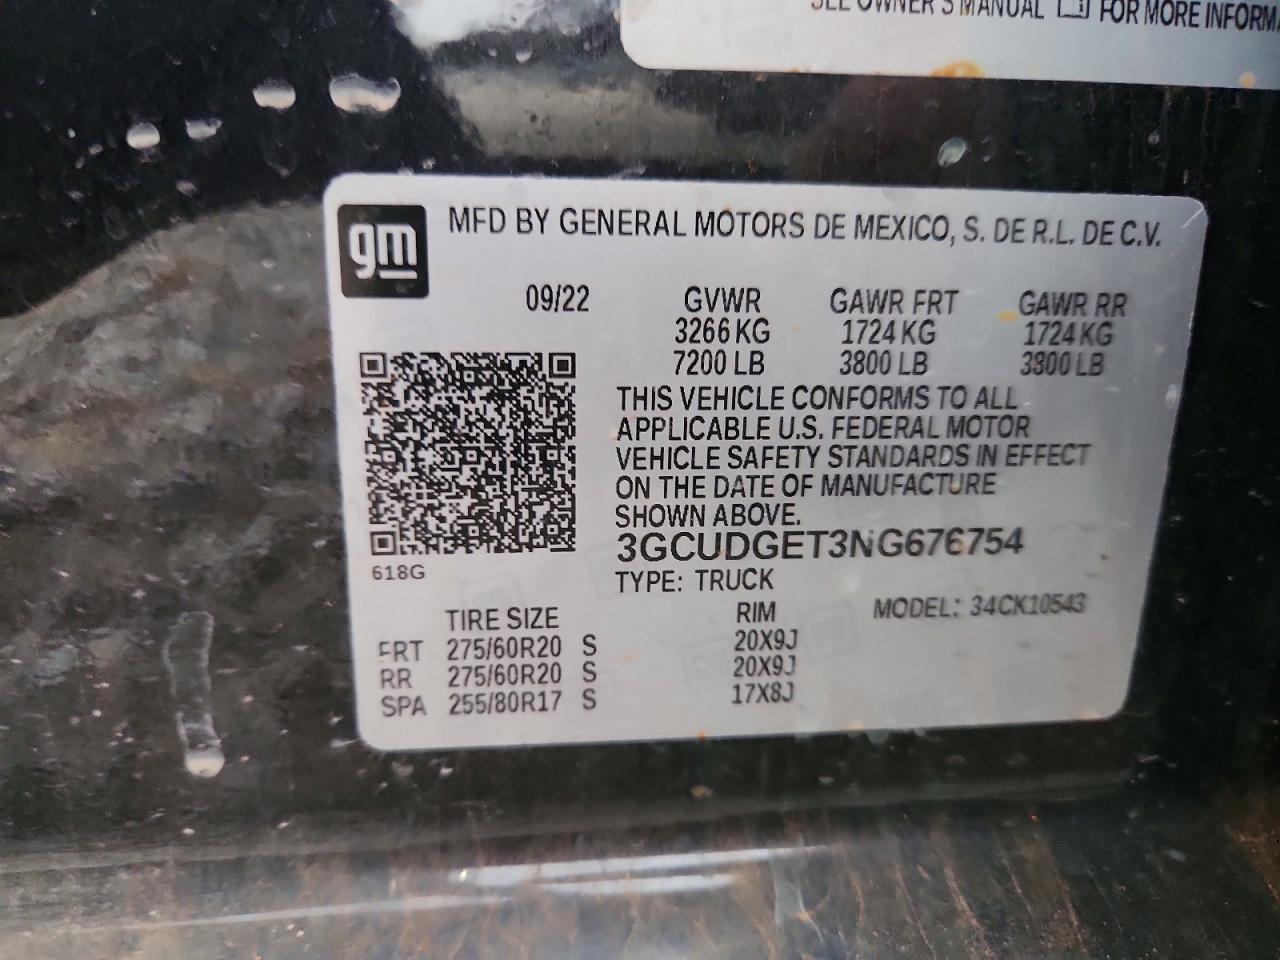 SEE OWNER'S MANUAL FOR MORE INFORM
gm
MFD BY GENERAL MOTORS DE MEXICO, S. DE R.L. DE C.V.
09/22 GVWR GAWR FRT GAWR RR
3266 KG 1724 KG 1724 KG
7200 LB 3800 LB 3800 LB
THIS VEHICLE CONFORMS TO ALL
APPLICABLE U.S. FEDERAL MOTOR
VEHICLE SAFETY STANDARDS IN EFFECT
ON THE DATE OF MANUFACTURE
SHOWN ABOVE.
3GCUDGET3NG676754
618G
TYPE: TRUCK
TIRE SIZE RIM MODEL: 34CK10543
FRT 275/60R20 S 20X9J
RR 275/60R20 S 20X9J
SPA 255/80R17 S 17X8J